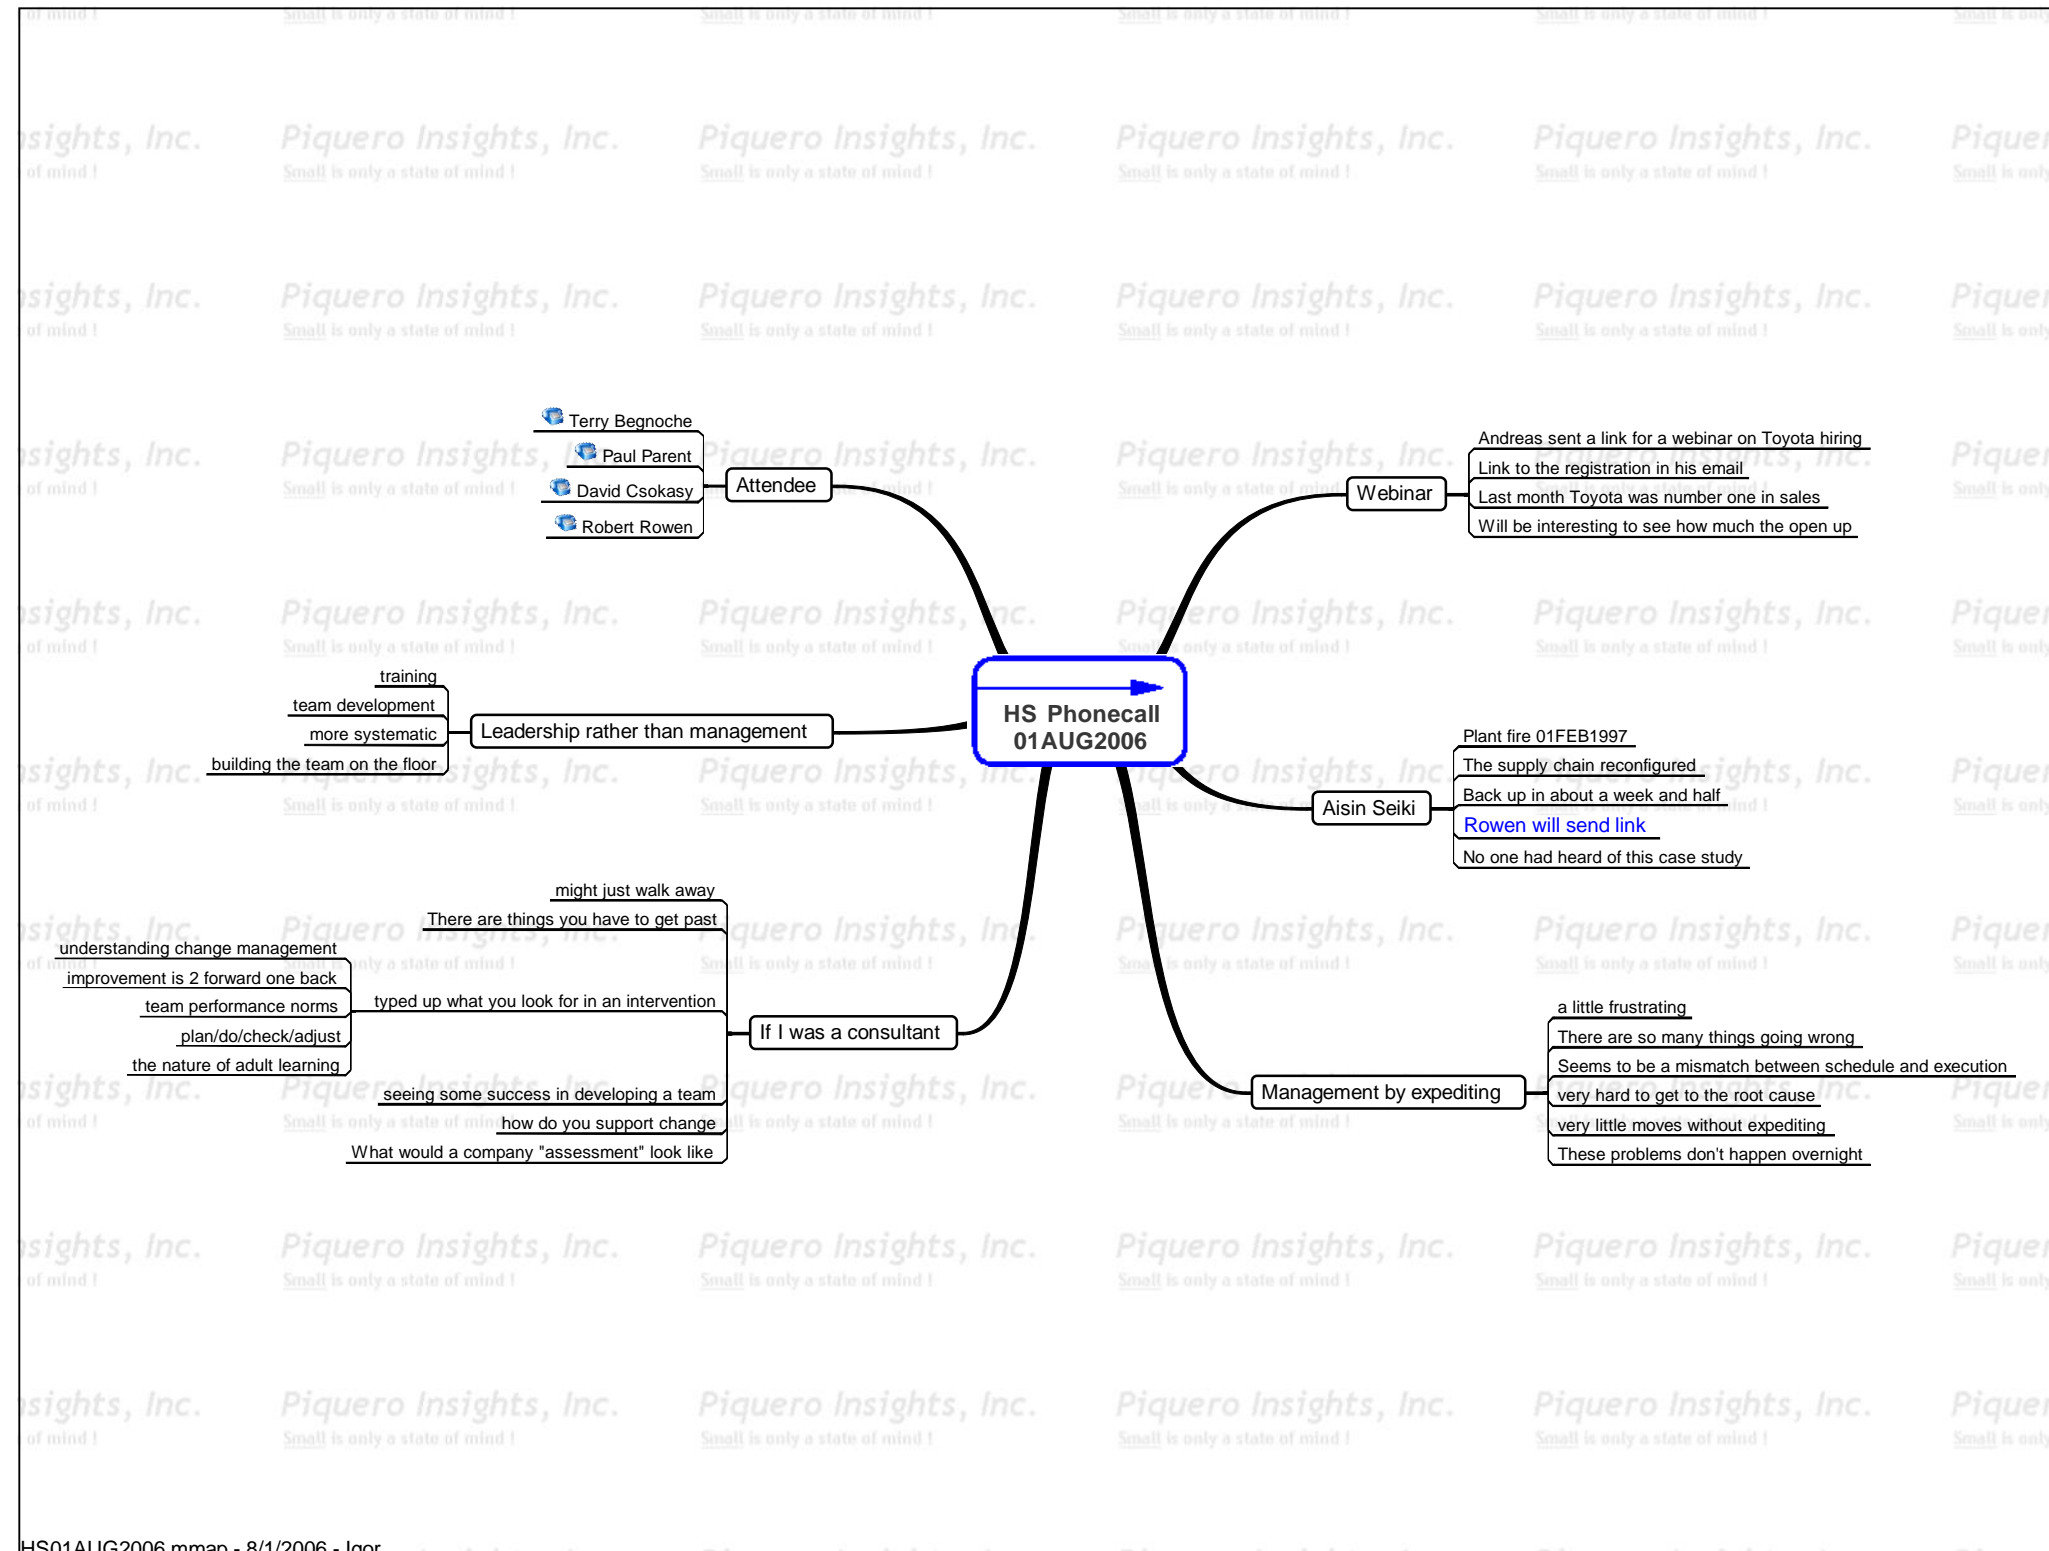 HS Phonecall
01AUG2006
Webinar
Andreas sent a link for a webinar on Toyota hiring
Link to the registration in his email
Last month Toyota was number one in sales
Will be interesting to see how much the open up
Aisin Seiki
Plant fire 01FEB1997
The supply chain reconfigured
Back up in about a week and half
Rowen will send link
No one had heard of this case study
Management by expediting
a little frustrating
There are so many things going wrong
Seems to be a mismatch between schedule and execution
very hard to get to the root cause
very little moves without expediting
These problems don't happen overnight
If I was a consultant
might just walk away
There are things you have to get past
typed up what you look for in an intervention
understanding change management
improvement is 2 forward one back
team performance norms
plan/do/check/adjust
the nature of adult learning
seeing some success in developing a team
how do you support change
What would a company "assessment" look like
Leadership rather than management
training
team development
more systematic
building the team on the floor
Attendee
Terry Begnoche
Paul Parent
David Csokasy
Robert Rowen
Piquero Insights, Inc.
Small is only a state of mind !
HS01AUG2006.mmap - 8/1/2006 - Igor